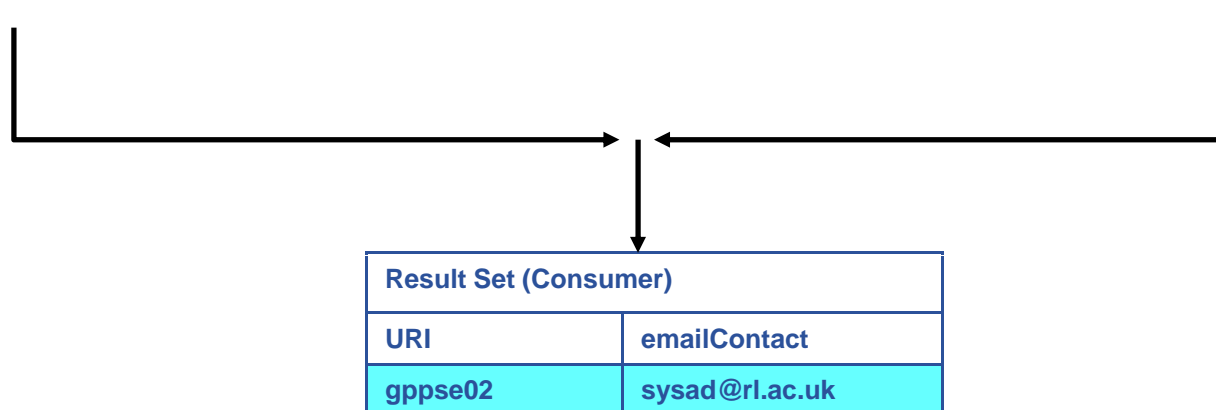 Result Set (Consumer)
URI emailContact
gppse02 sysad@rl.ac.uk